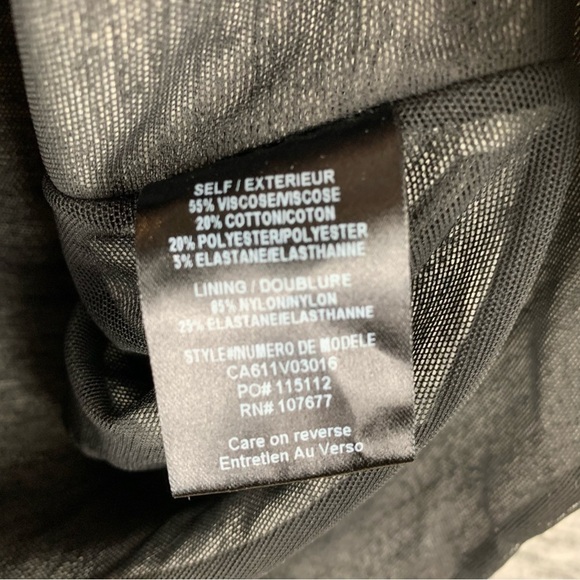 SELF / EXTERIEUR
55% VISCOSE/VISCOSE
20% COTTON/COTON
20% POLYESTER/POLYESTER
5% ELASTANE/ELASTHANNE
LINING / DOUBLURE
NYLON/NYLON
ELASTANE/ELASTHANNE
STYLE#/NUMERO DE MODELE
CA611V03016
PO# 115112
RN# 107677
Care on reverse
Entretien Au Verso